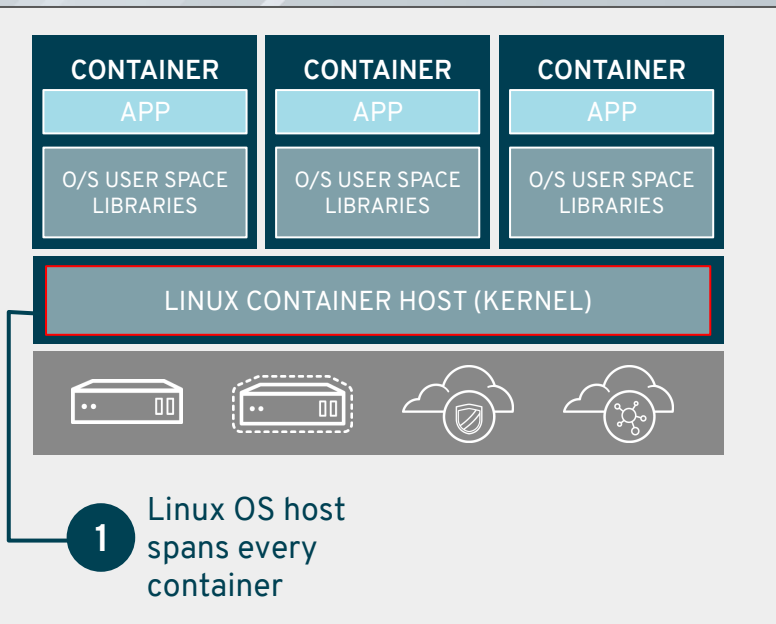 CONTAINER CONTAINER CONTAINER
APP APP APP
O/S USER SPACE O/S USER SPACE O/S USER SPACE
LIBRARIES LIBRARIES LIBRARIES
LINUX CONTAINER HOST (KERNEL)
1
Linux OS host
spans every
container